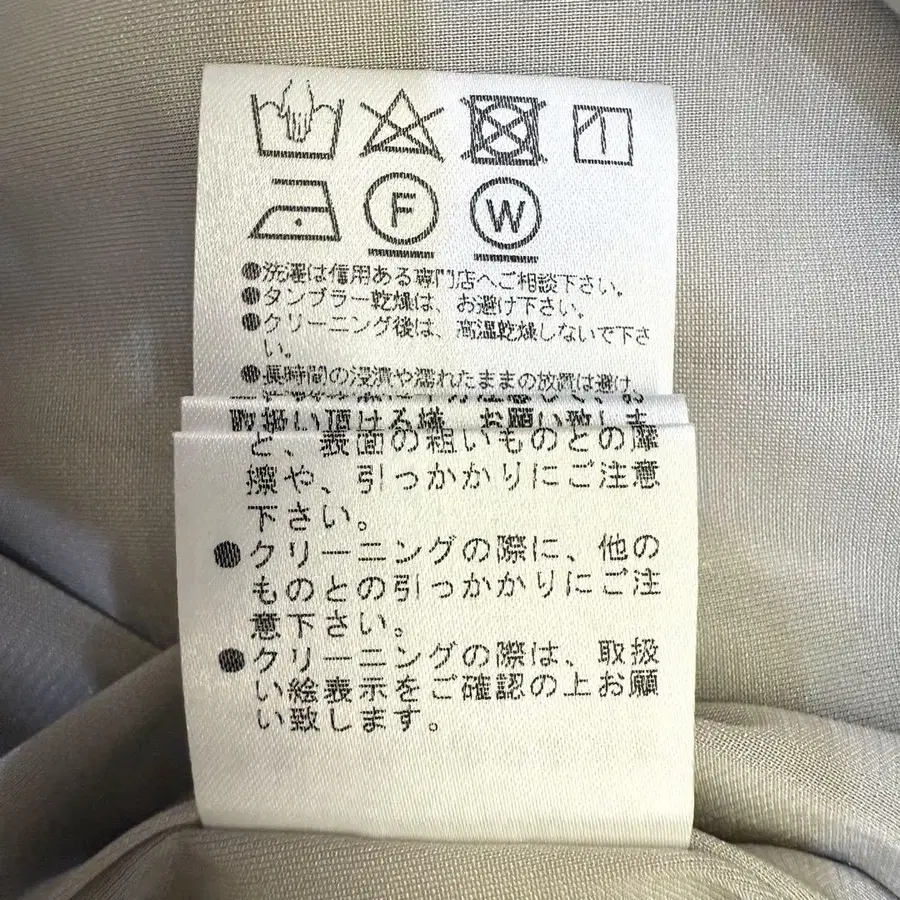 F W
●洗濯は信用ある専門店へご相談下さい。
●タンブラー乾燥は、お避け下さい。
●クリーニング後は、高温乾燥しないで下さ
い。
●長時間の浸漬や濡れたままの放置は避け、
取扱い頂ける様、お願い致しま
と、表面の粗いものとの摩
擦や、引っかかりにご注意
下さい。
●クリーニングの際に、他の
ものとの引っかかりにご注
意下さい。
●クリーニングの際は、取扱
い絵表示をご確認の上お願
い致します。